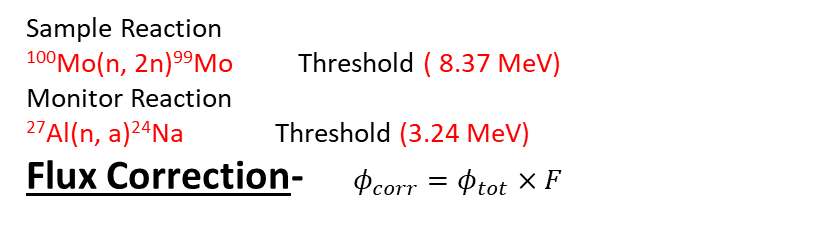 Sample Reaction
¹⁰⁰Mo(n, 2n)⁹⁹Mo Threshold ( 8.37 MeV)
Monitor Reaction
²⁷Al(n, a)²⁴Na Threshold (3.24 MeV)
Flux Correction- 𝜙𝑐𝑜𝑟𝑟 = 𝜙𝑡𝑜𝑡 × 𝐹